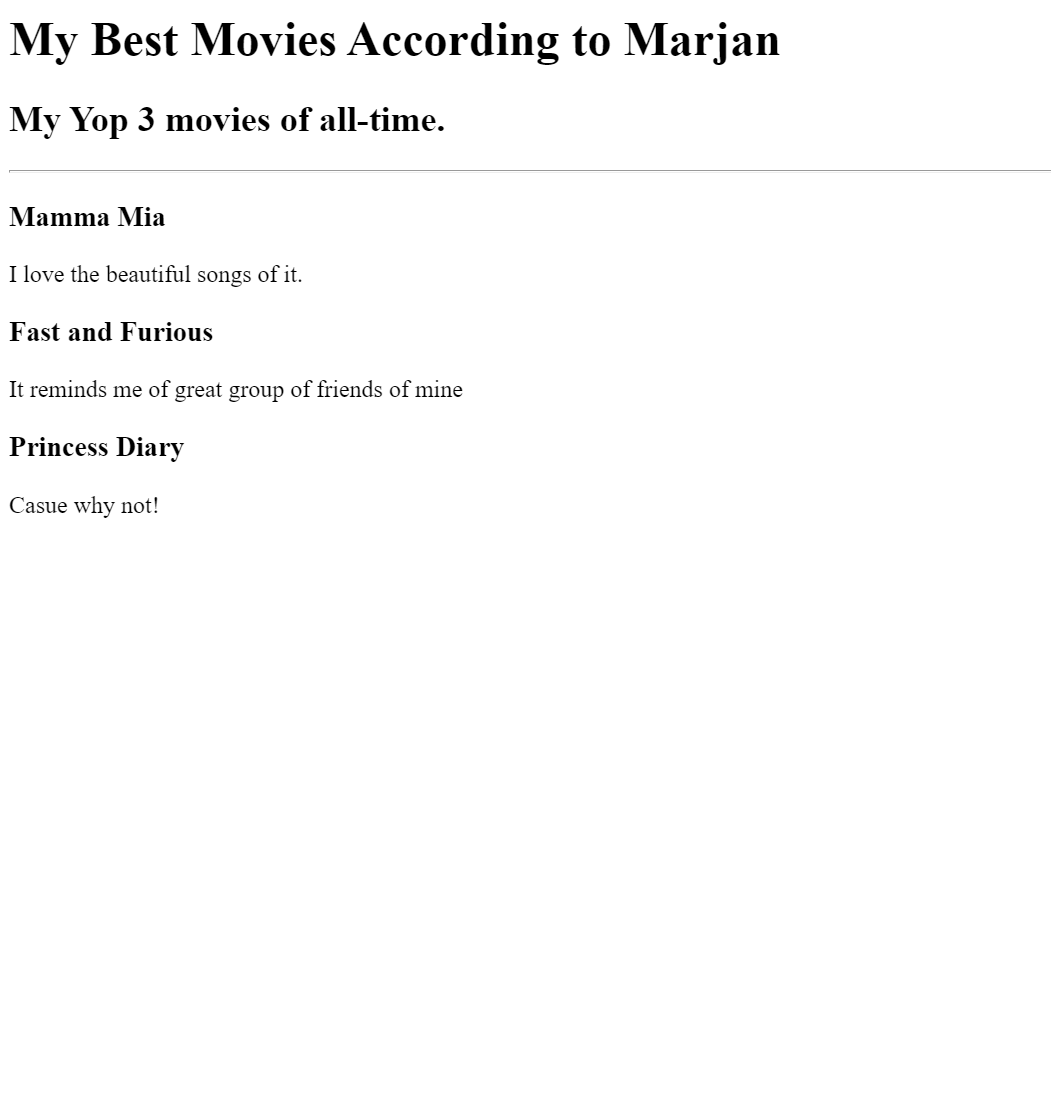 My Best Movies According to Marjan
My Yop 3 movies of all-time.
Mamma Mia
I love the beautiful songs of it.
Fast and Furious
It reminds me of great group of friends of mine
Princess Diary
Casue why not!